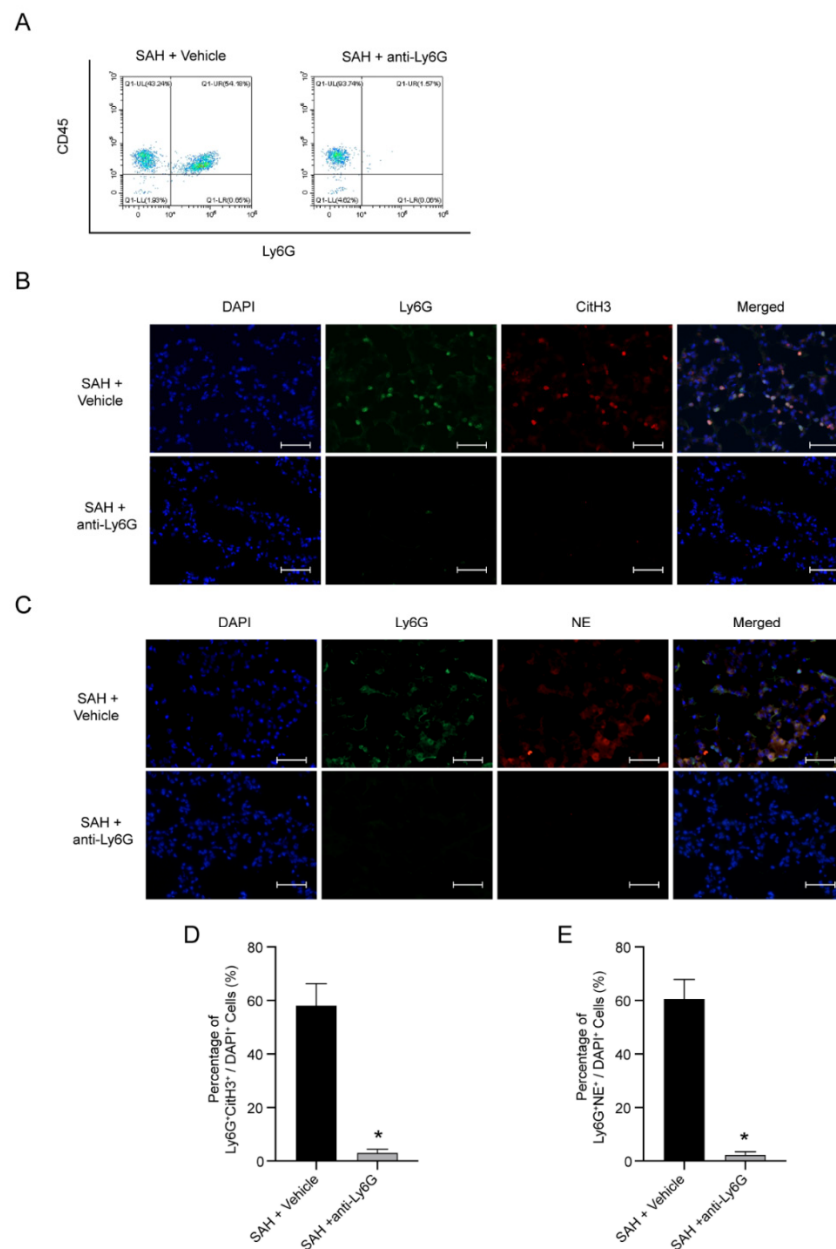 A
SAH + Vehicle
SAH + anti-Ly6G
CD45
Q1-UL(43.24%)
Q1-UR(54.18%)
Q1-LL(1.93%)
Q1-LR(0.65%)
Q1-UL(93.74%)
Q1-UR(1.57%)
Q1-LL(4.62%)
Q1-LR(0.06%)
Ly6G
B
DAPI Ly6G CitH3 Merged
SAH +
Vehicle
SAH +
anti-Ly6G
C
DAPI Ly6G NE Merged
SAH +
Vehicle
SAH +
anti-Ly6G
D
Percentage of
Ly6G⁺CitH3⁺ / DAPI⁺ Cells (%)
80
60
40
20
0
*
SAH + Vehicle
SAH +anti-Ly6G
E
Percentage of
Ly6G⁺NE⁺ / DAPI⁺ Cells (%)
80
60
40
20
0
*
SAH + Vehicle
SAH +anti-Ly6G